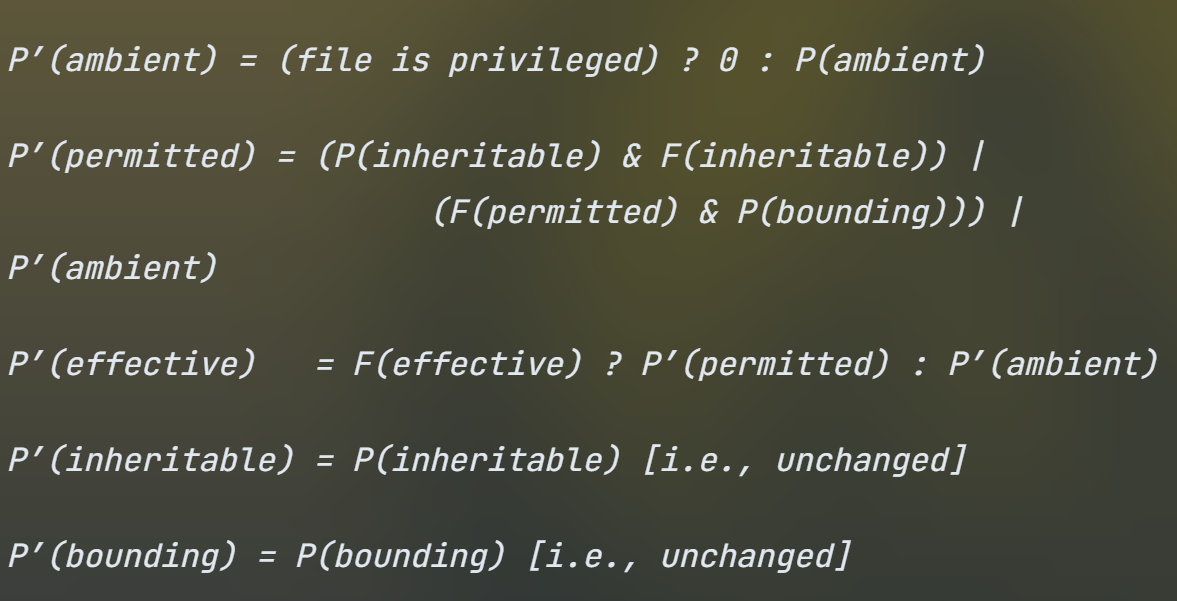 P′(ambient) = (file is privileged) ? 0 : P(ambient)
P′(permitted) = (P(inheritable) & F(inheritable)) |
(F(permitted) & P(bounding))) |
P′(ambient)
P′(effective) = F(effective) ? P′(permitted) : P′(ambient)
P′(inheritable) = P(inheritable) [i.e., unchanged]
P′(bounding) = P(bounding) [i.e., unchanged]